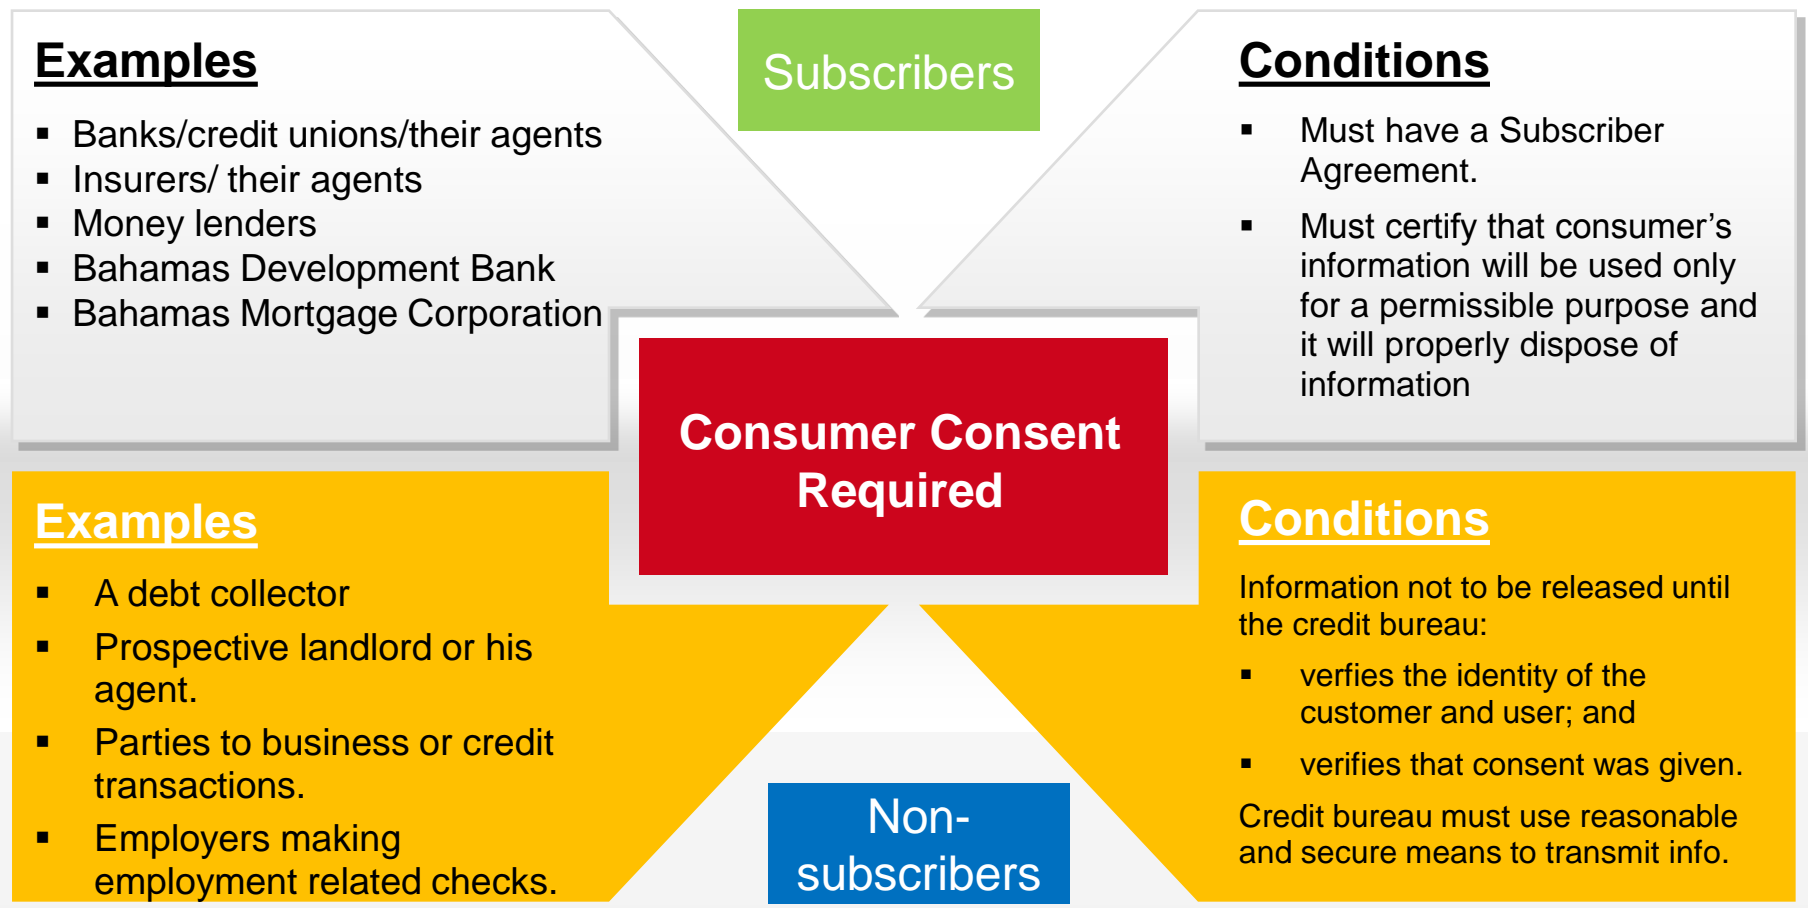 Examples
▪ Banks/credit unions/their agents
▪ Insurers/ their agents
▪ Money lenders
▪ Bahamas Development Bank
▪ Bahamas Mortgage Corporation
Subscribers
Conditions
▪ Must have a Subscriber
Agreement.
▪ Must certify that consumer's
information will be used only
for a permissible purpose and
it will properly dispose of
information
Consumer Consent
Required
Examples
▪ A debt collector
▪ Prospective landlord or his
agent.
▪ Parties to business or credit
transactions.
▪ Employers making
employment related checks.
Non-
subscribers
Conditions
Information not to be released until
the credit bureau:
▪ verfies the identity of the
customer and user; and
▪ verifies that consent was given.
Credit bureau must use reasonable
and secure means to transmit info.